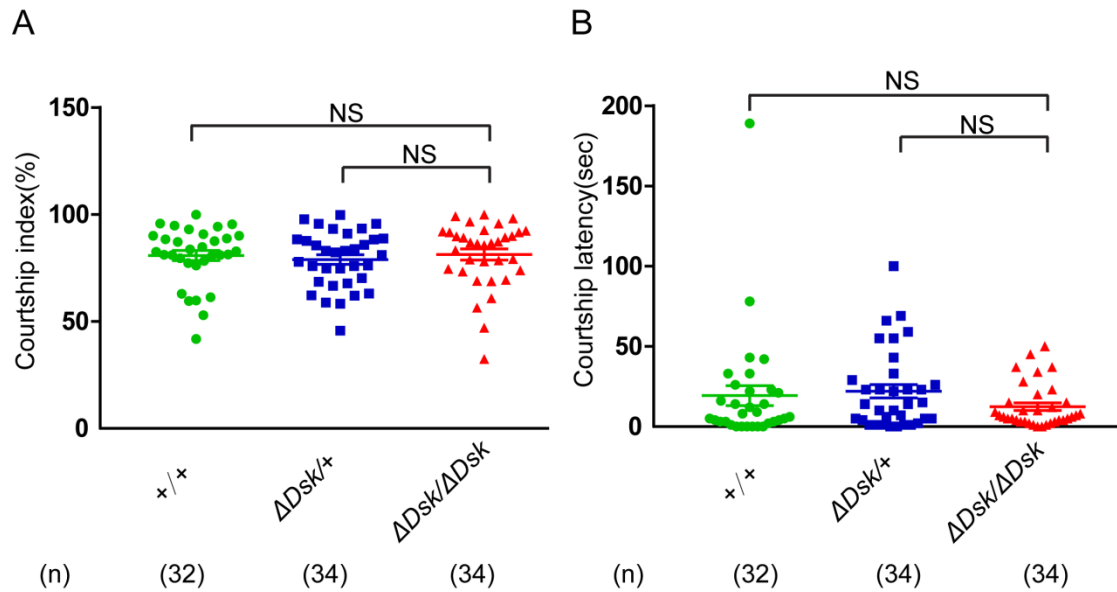 A
NS
NS
Courtship index(%)
150
100
50
0
+/+
ΔDsk/+
ΔDsk/ΔDsk
(n)
(32)
(34)
(34)
B
NS
NS
Courtship latency(sec)
200
150
100
50
0
+/+
ΔDsk/+
ΔDsk/ΔDsk
(n)
(32)
(34)
(34)